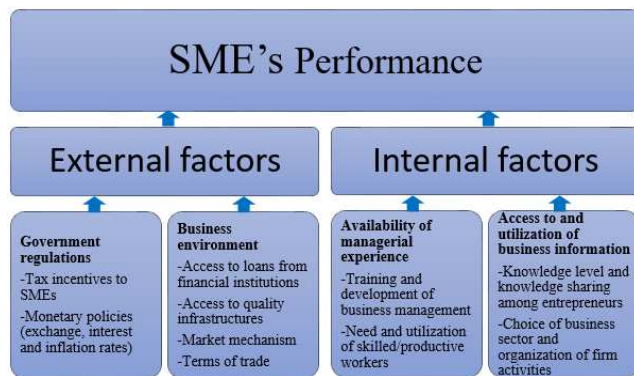 SME's Performance
External factors
Internal factors
Government
regulations
-Tax incentives to
SMEs
-Monetary policies
(exchange, interest
and inflation rates)
Business
environment
-Access to loans from
financial institutions
-Access to quality
infrastructures
-Market mechanism
-Terms of trade
Availability of
managerial
experience
-Training and
development of
business management
-Need and utilization
of skilled/productive
workers
Access to and
utilization of
business information
-Knowledge level and
knowledge sharing
among entrepreneurs
-Choice of business
sector and
organization of firm
activities